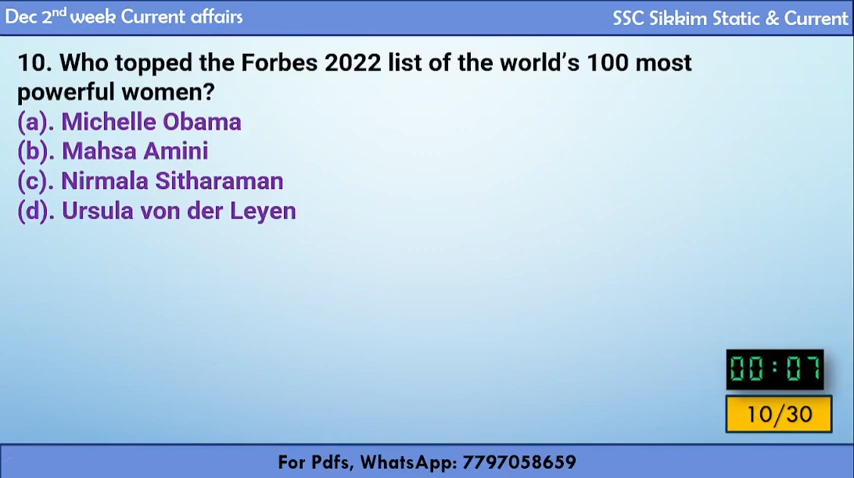 Dec 2nd week Current affairs
SSC Sikkim Static & Current
10. Who topped the Forbes 2022 list of the world’s 100 most
powerful women?
(a). Michelle Obama
(b). Mahsa Amini
(c). Nirmala Sitharaman
(d). Ursula von der Leyen
00:07
10/30
For Pdfs, WhatsApp: 7797058659